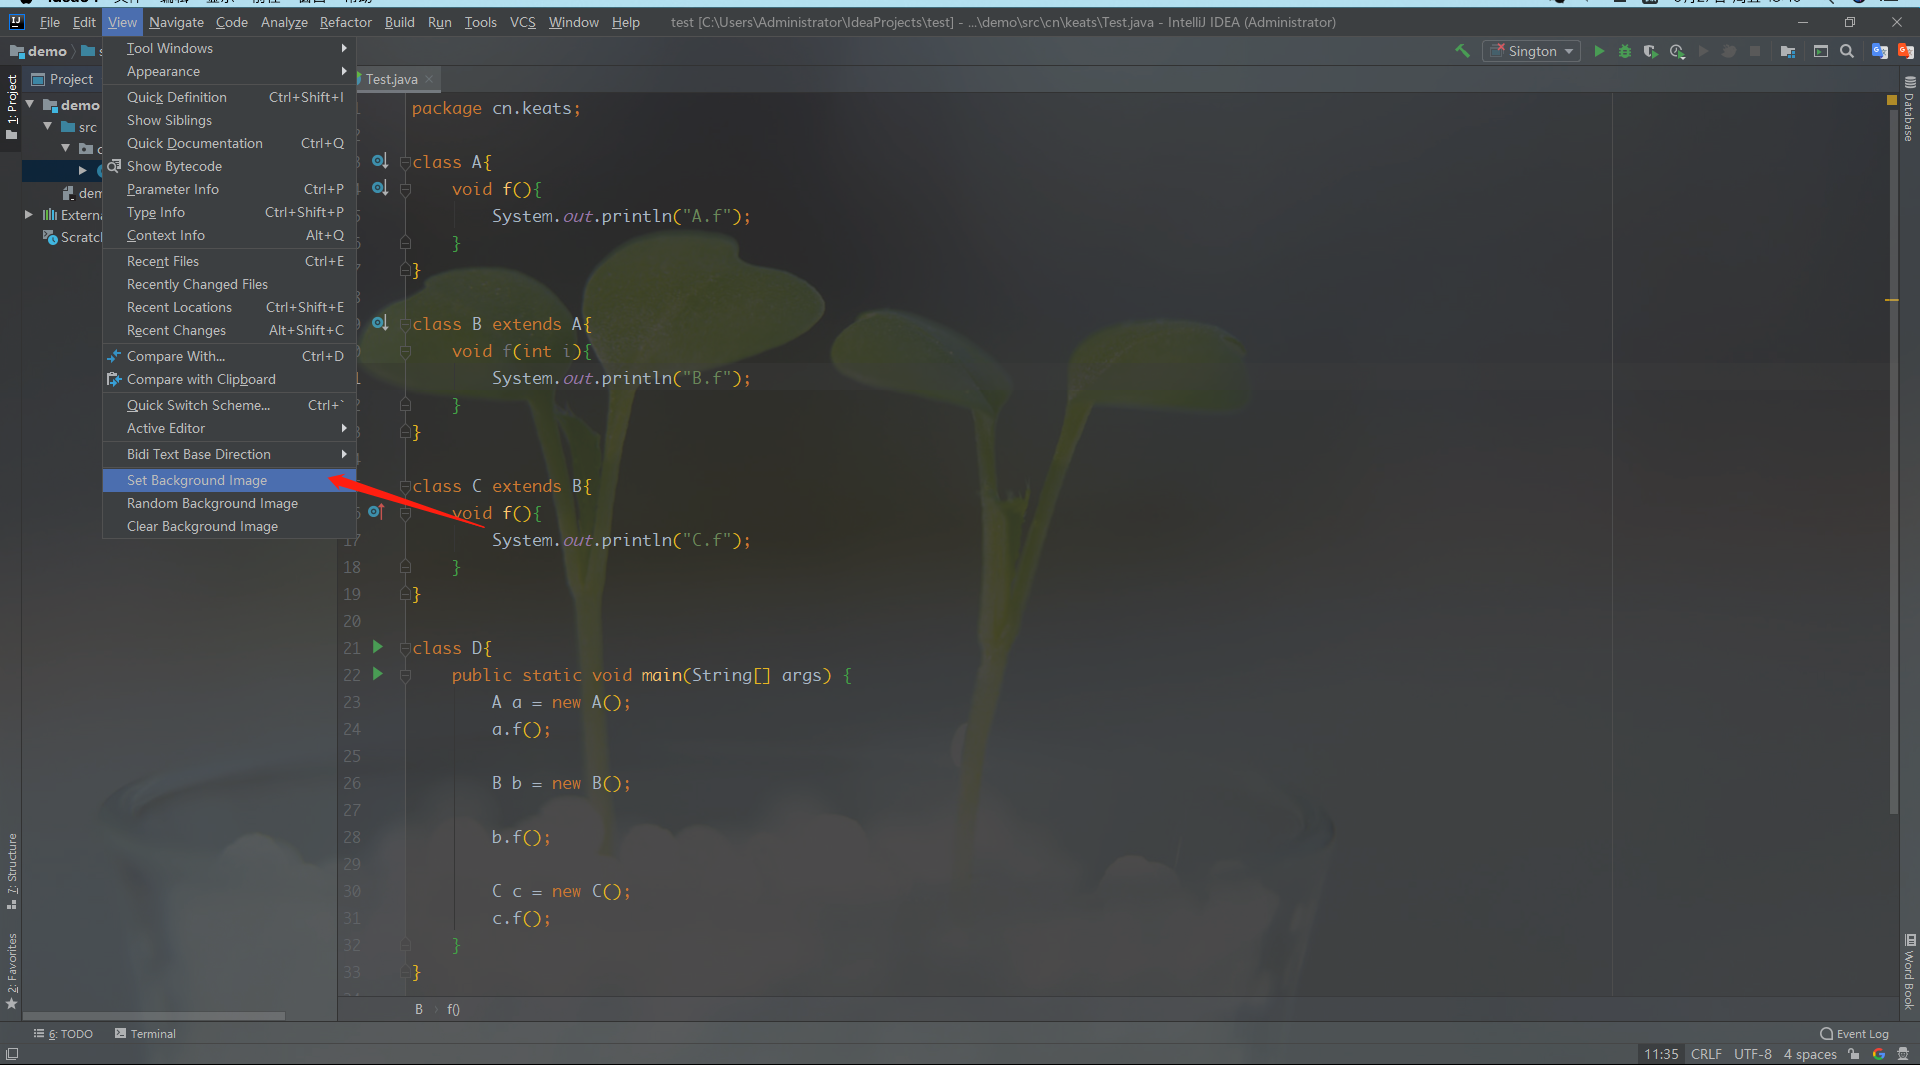 File Edit View Navigate Code Analyze Refactor Build Run Tools VCS Window Help test [C:\Users\Administrator\IdeaProjects\test] - ...\demo\src\cn\keats\Test.java - IntelliJ IDEA (Administrator)
demo
Sington
Project
Test.java
1: Project
demo
src
Externa
Scratch
7: Structure
2: Favorites
Tool Windows
Appearance
Quick Definition Ctrl+Shift+I
Show Siblings
Quick Documentation Ctrl+Q
Show Bytecode
Parameter Info Ctrl+P
Type Info Ctrl+Shift+P
Context Info Alt+Q
Recent Files Ctrl+E
Recently Changed Files
Recent Locations Ctrl+Shift+E
Recent Changes Alt+Shift+C
Compare With... Ctrl+D
Compare with Clipboard
Quick Switch Scheme... Ctrl+`
Active Editor
Bidi Text Base Direction
Set Background Image
Random Background Image
Clear Background Image
package cn.keats;
class A{
void f(){
System.out.println("A.f");
}
}
class B extends A{
void f(int i){
System.out.println("B.f");
}
}
class C extends B{
void f(){
17 System.out.println("C.f");
18 }
19 }
20
21 class D{
22 public static void main(String[] args) {
23 A a = new A();
24 a.f();
25
26 B b = new B();
27
28 b.f();
29
30 C c = new C();
31 c.f();
32 }
33 }
B f()
Database
Word Book
6: TODO Terminal Event Log
11:35 CRLF UTF-8 4 spaces